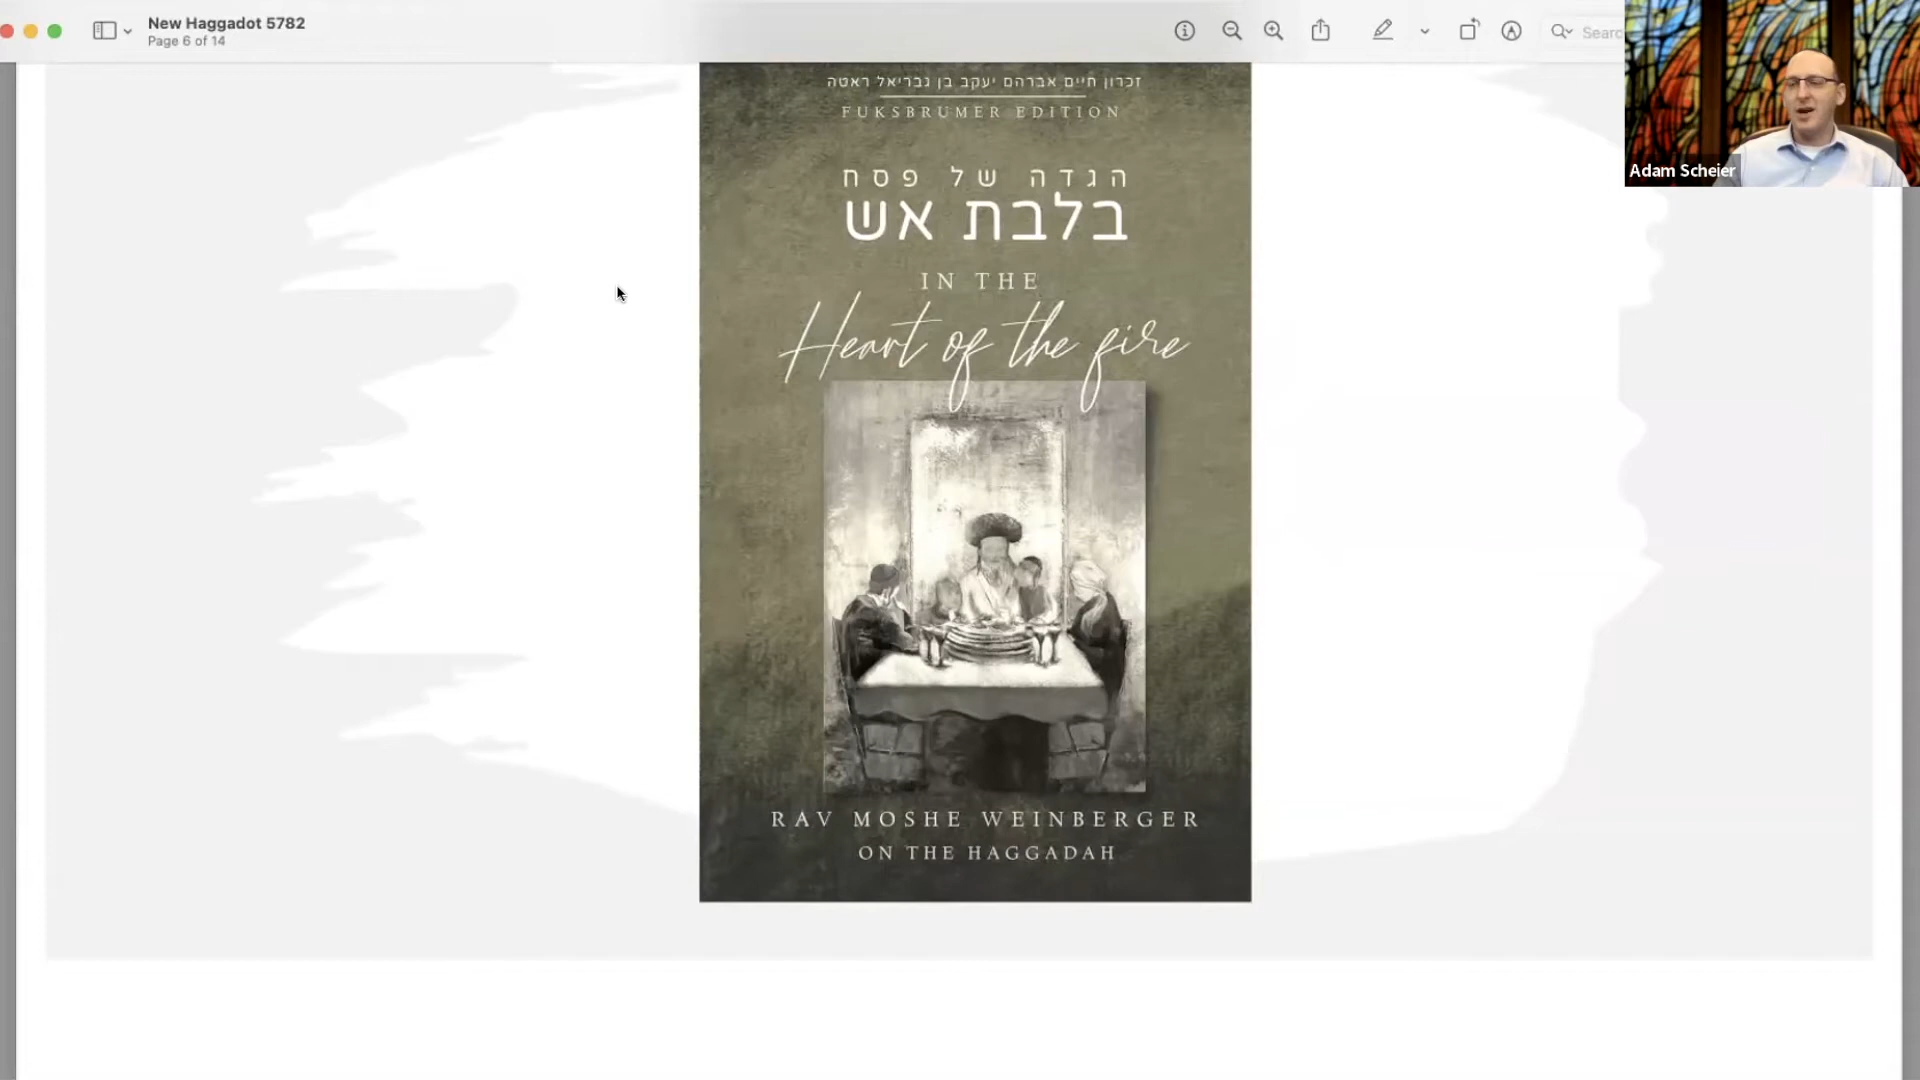 New Haggadot 5782
Page 6 of 14
Searc
Adam Scheier
זכרון חיים אברהם יעקב בן גבריאל ראטה
FUKSBRUMER EDITION
הגדה של פסח
בלבת אש
IN THE
Heart of the fire
RAV MOSHE WEINBERGER
ON THE HAGGADAH